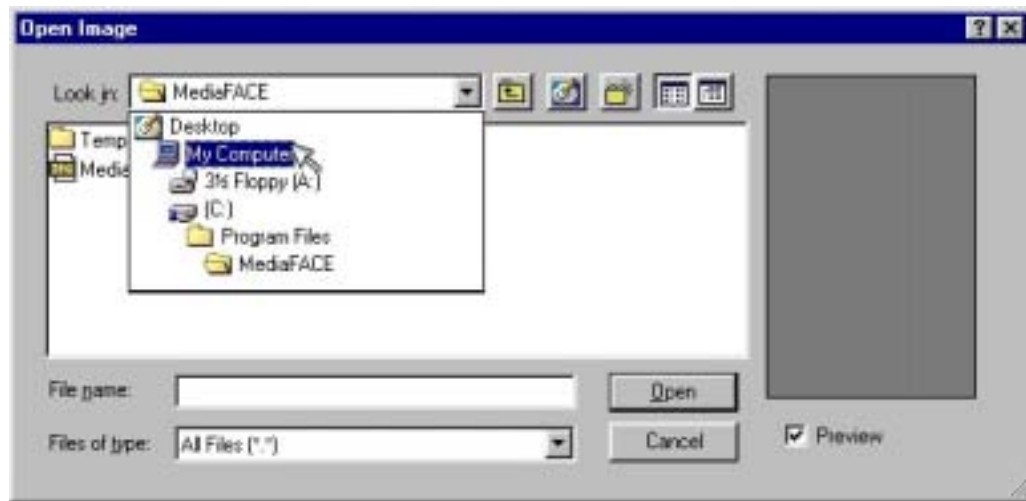 Open Image
Look in: MediaFACE
Desktop
Temp
My Computer
Media
3½ Floppy (A:)
(C:)
Program Files
MediaFACE
File name:
Open
Files of type: All Files (*.*)
Cancel
Preview